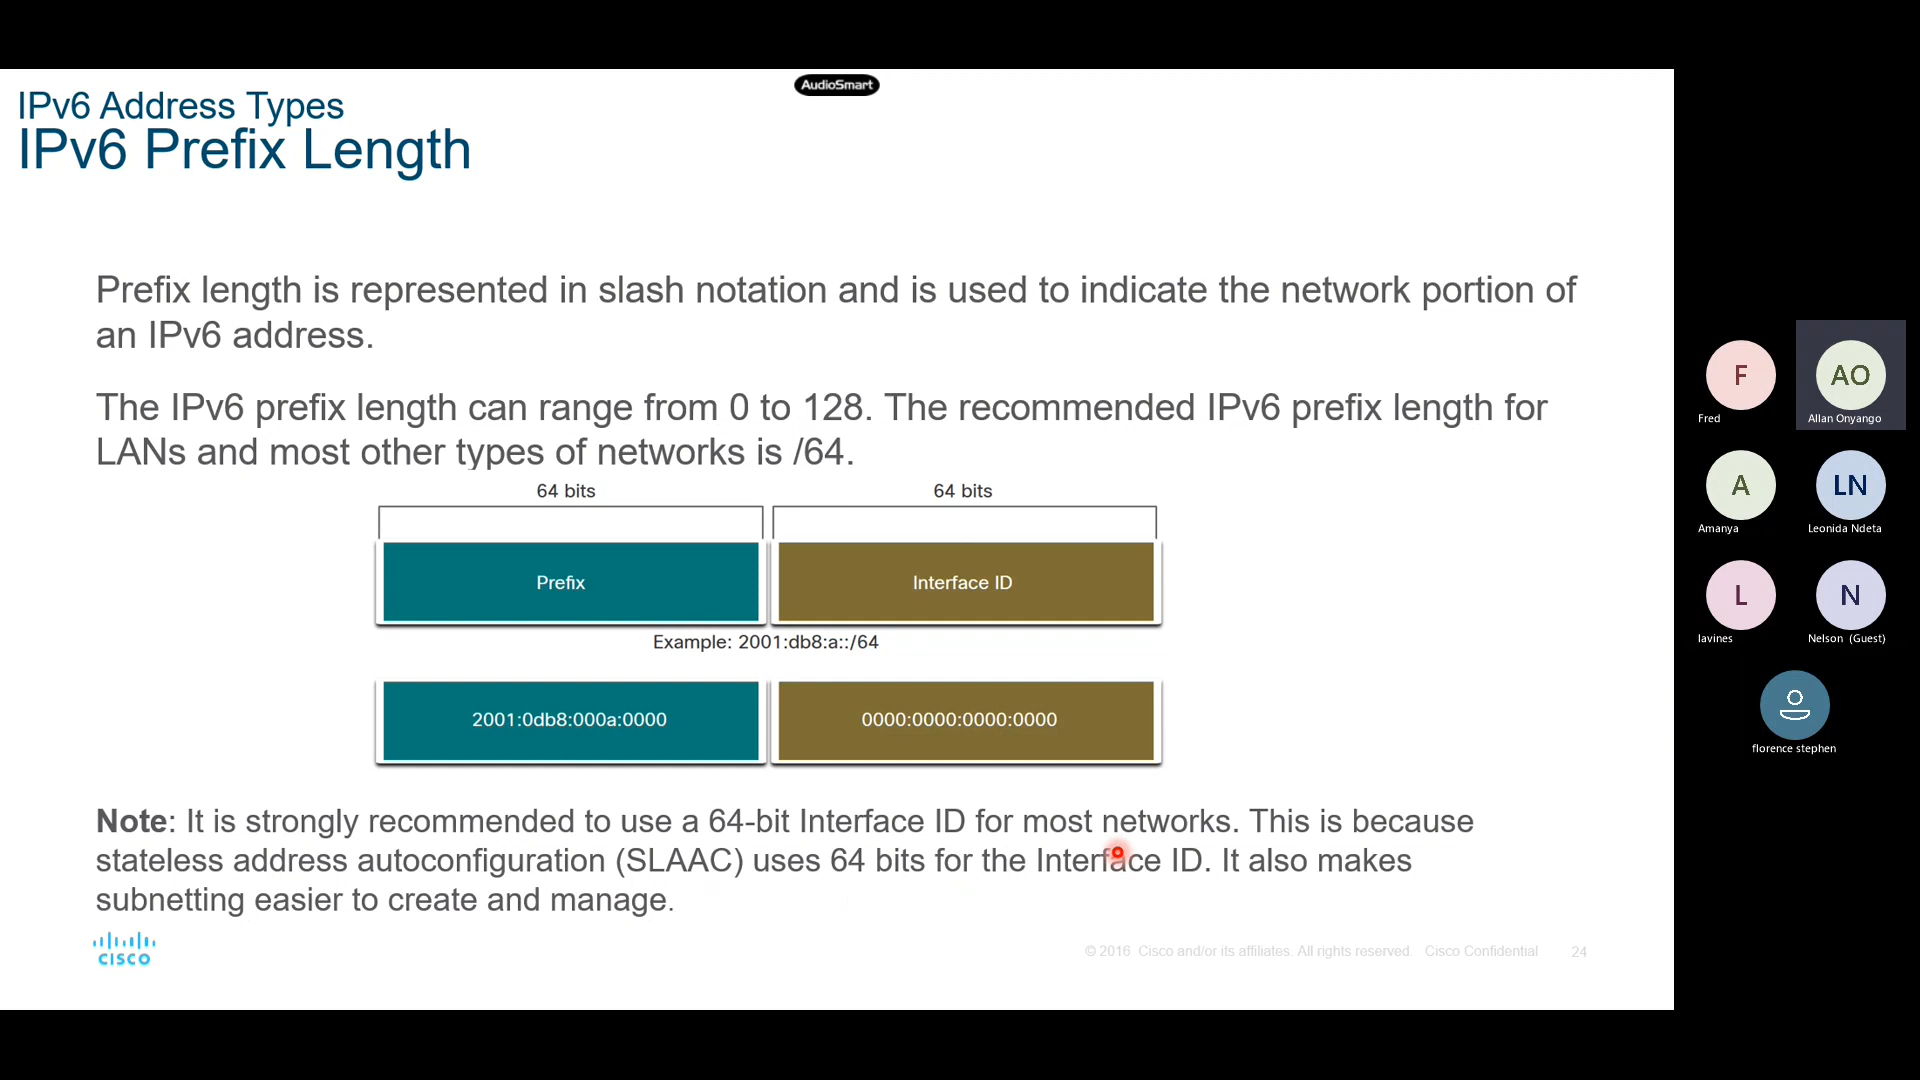 AudioSmart
IPv6 Address Types
IPv6 Prefix Length
Prefix length is represented in slash notation and is used to indicate the network portion of
an IPv6 address.
The IPv6 prefix length can range from 0 to 128. The recommended IPv6 prefix length for
LANs and most other types of networks is /64.
64 bits 64 bits
Prefix Interface ID
Example: 2001:db8:a::/64
2001:0db8:000a:0000 0000:0000:0000:0000
Note: It is strongly recommended to use a 64-bit Interface ID for most networks. This is because
stateless address autoconfiguration (SLAAC) uses 64 bits for the Interface ID. It also makes
subnetting easier to create and manage.
CISCO
© 2016 Cisco and/or its affiliates. All rights reserved. Cisco Confidential 24
F AO
Fred Allan Onyango
A LN
Amanya Leonida Ndeta
L N
lavines Nelson (Guest)
florence stephen